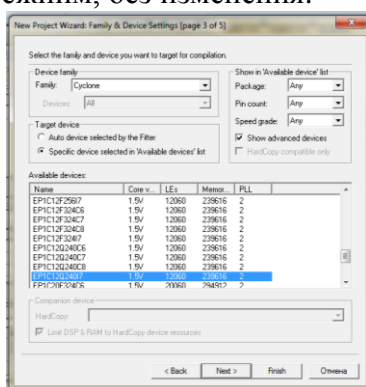 без изменения.
New Project Wizard: Family & Device Settings [page 3 of 5]
Select the family and device you want to target for compilation.
Device family
Family: Cyclone
Devices: All
Target device
Auto device selected by the Fitter
Specific device selected in 'Available devices' list
Show in 'Available device' list
Package: Any
Pin count: Any
Speed grade: Any
Show advanced devices
HardCopy compatible only
Available devices:
Name Core v... LEs Memor... PLL
EP1C12F256I7 1.5V 12060 239616 2
EP1C12F324C6 1.5V 12060 239616 2
EP1C12F324C7 1.5V 12060 239616 2
EP1C12F324C8 1.5V 12060 239616 2
EP1C12F324I7 1.5V 12060 239616 2
EP1C12Q240C6 1.5V 12060 239616 2
EP1C12Q240C7 1.5V 12060 239616 2
EP1C12Q240C8 1.5V 12060 239616 2
EP1C12Q240I7 1.5V 12060 239616 2
EP1C20F324C6 1.5V 20060 294912 2
Companion device
HardCopy:
Limit DSP & RAM to HardCopy device resources
< Back Next > Finish Отмена